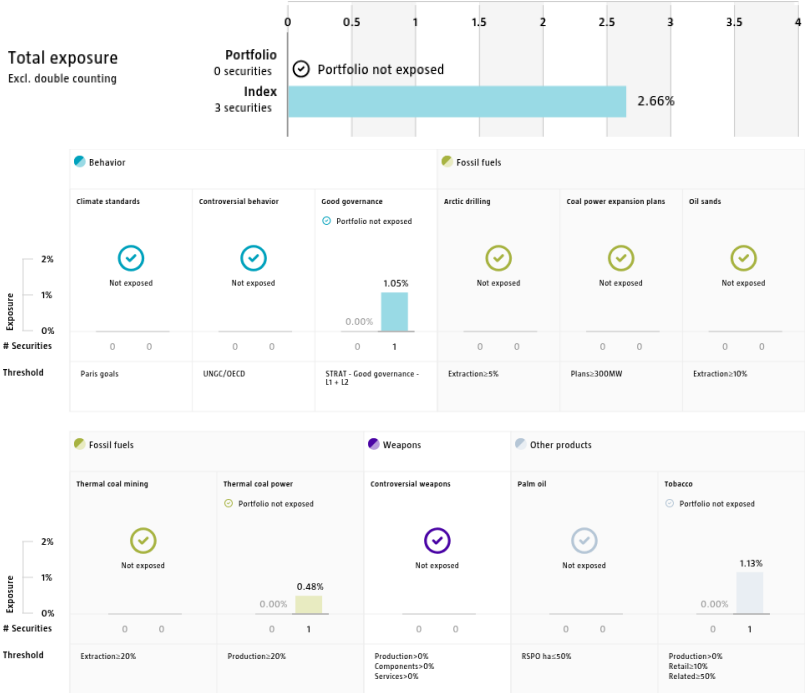 0 0.5 1 1.5 2 2.5 3 3.5 4
Total exposure
Excl. double counting
Portfolio
0 securities
Portfolio not exposed
Index
3 securities
2.66%
Behavior
Fossil fuels
Climate standards
Controversial behavior
Good governance
Arctic drilling
Coal power expansion plans
Oil sands
Portfolio not exposed
Exposure
2%
1%
0%
Not exposed
Not exposed
0.00%
1.05%
Not exposed
Not exposed
Not exposed
# Securities
0 0
0 0
0 1
0 0
0 0
0 0
Threshold
Paris goals
UNGC/OECD
STRAT - Good governance -
L1 + L2
Extraction≥5%
Plans≥300MW
Extraction≥10%
Fossil fuels
Weapons
Other products
Thermal coal mining
Thermal coal power
Controversial weapons
Palm oil
Tobacco
Portfolio not exposed
Portfolio not exposed
Exposure
2%
1%
0%
Not exposed
0.00%
0.48%
Not exposed
Not exposed
0.00%
1.13%
# Securities
0 0
0 1
0 0
0 0
0 1
Threshold
Extraction≥20%
Production≥20%
Production>0%
Components>0%
Services>0%
RSPO ha≤50%
Production>0%
Retail≥10%
Related≥50%